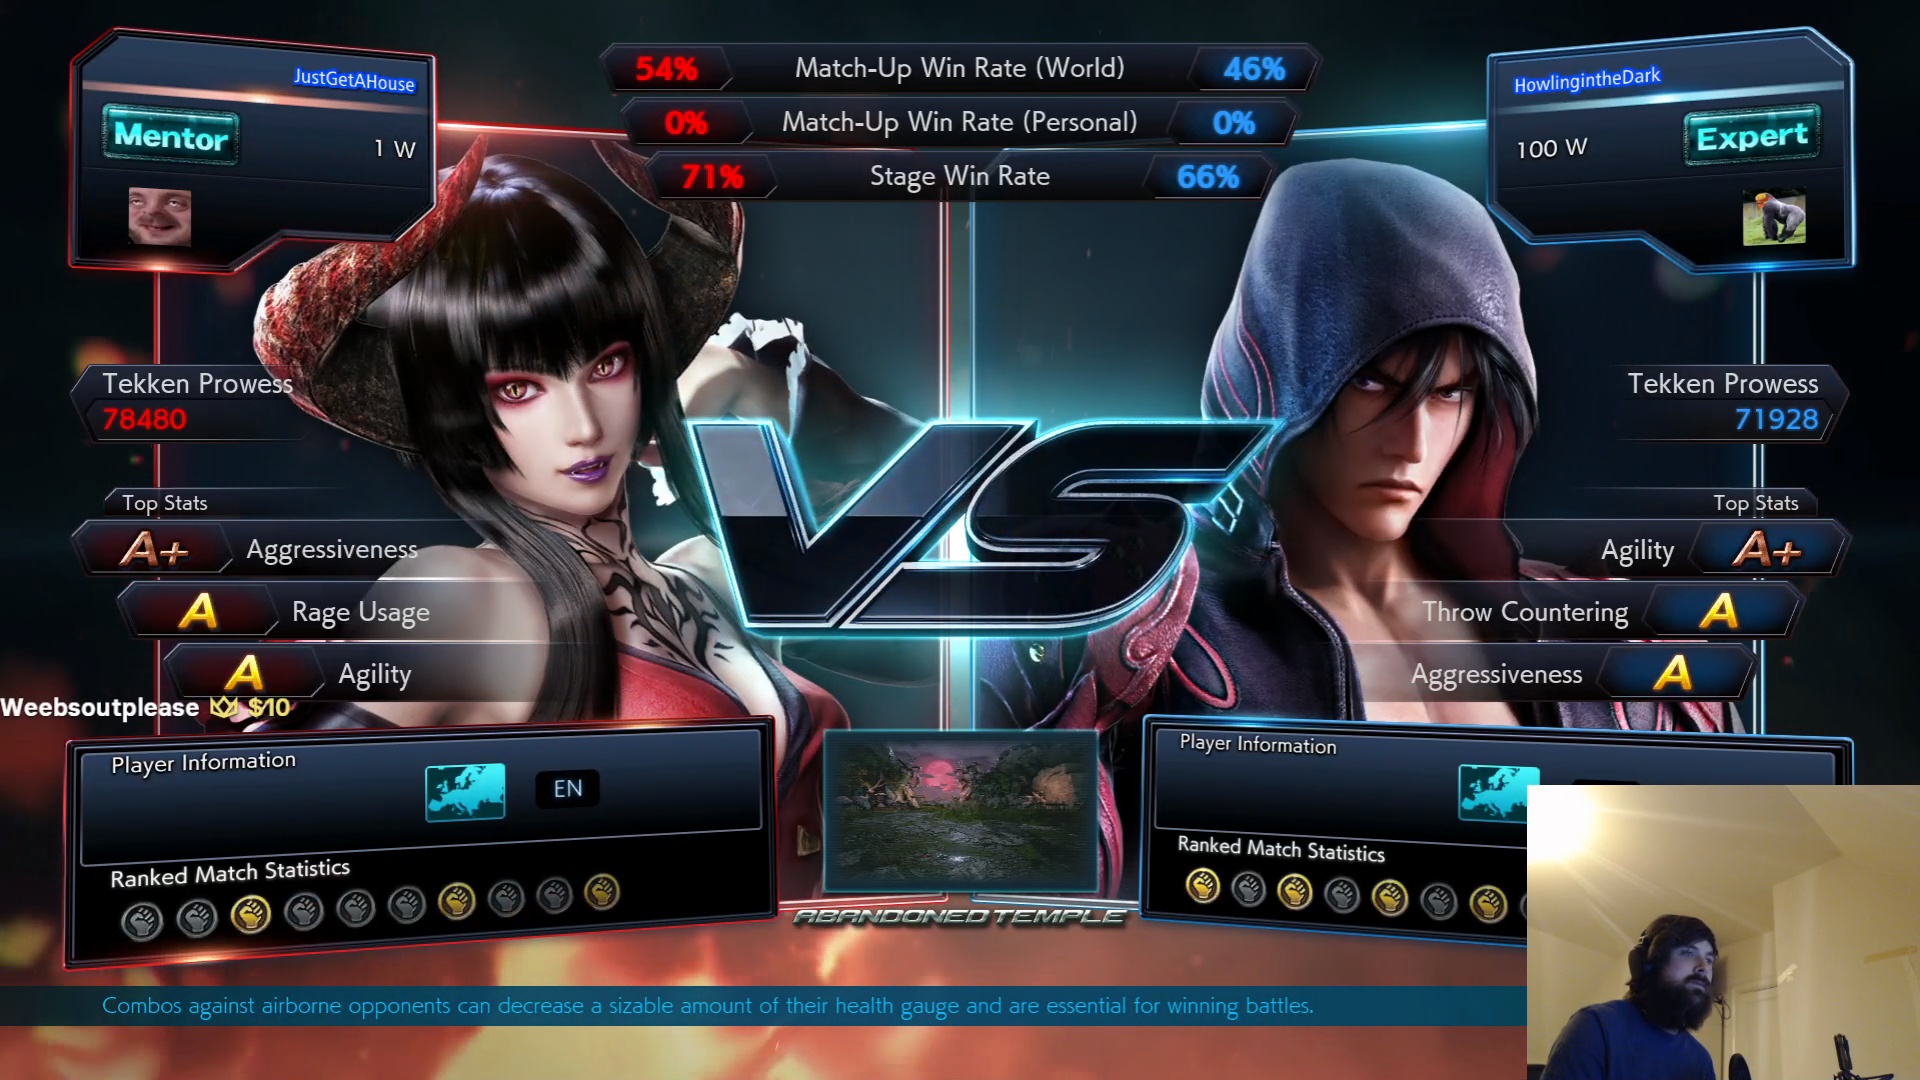 JustGetAHouse
Mentor
1 W
54% Match-Up Win Rate (World) 46%
0% Match-Up Win Rate (Personal) 0%
71% Stage Win Rate 66%
HowlingintheDark
100 W Expert
Tekken Prowess
78480
Tekken Prowess
71928
VS
Top Stats
A+ Aggressiveness
A Rage Usage
A Agility
Top Stats
Agility A+
Throw Countering A
Aggressiveness A
Weebsoutplease $10
Player Information
EN
Ranked Match Statistics
Player Information
Ranked Match Statistics
ABANDONED TEMPLE
Combos against airborne opponents can decrease a sizable amount of their health gauge and are essential for winning battles.